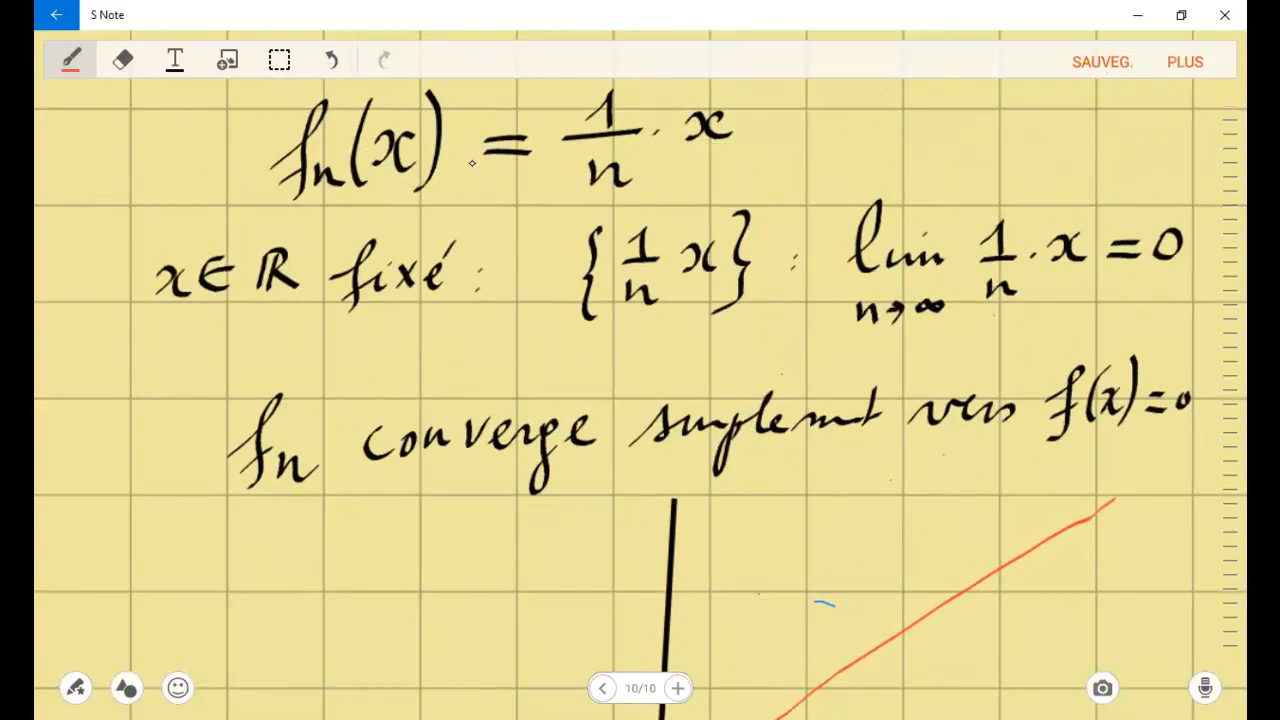 S Note
SAUVEG. PLUS
fn(x) = 1/n · x
x ∈ ℝ fixé : {1/n x} : lim n→∞ 1/n · x = 0
fn converge simplement vers f(x)=0
10/10